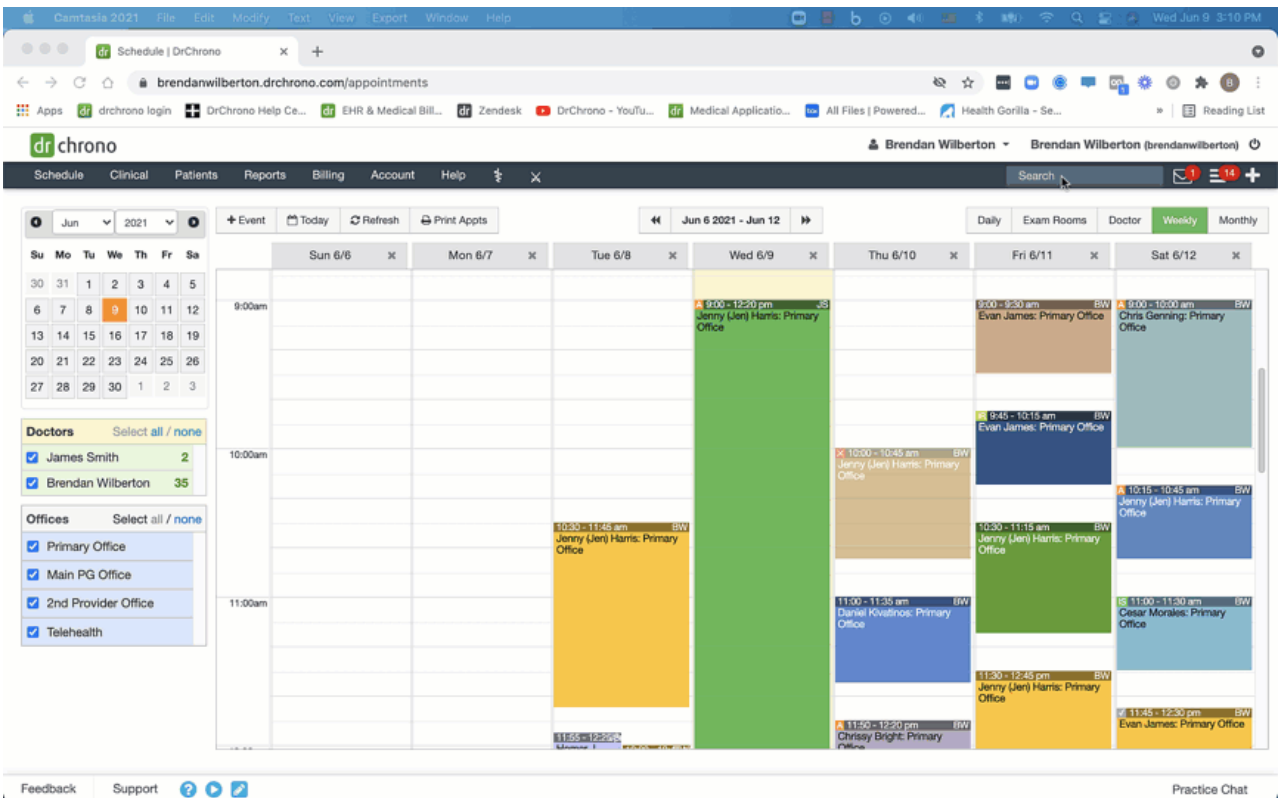 Camtasia 2021 File Edit Modify Text View Export Window Help Wed Jun 9 3:10 PM
dr Schedule | DrChrono
brendanwilberton.drchrono.com/appointments B
Apps dr drchrono login DrChrono Help Ce... dr EHR & Medical Bill... dr Zendesk DrChrono - YouTu... dr Medical Applicatio... box All Files | Powered... Health Gorilla - Se... » Reading List
dr chrono Brendan Wilberton Brendan Wilberton (brendanwilberton)
Schedule Clinical Patients Reports Billing Account Help Search 1 14
Jun 2021 + Event Today Refresh Print Appts Jun 6 2021 - Jun 12 Daily Exam Rooms Doctor Weekly Monthly
Su Mo Tu We Th Fr Sa
Sun 6/6 Mon 6/7 Tue 6/8 Wed 6/9 Thu 6/10 Fri 6/11 Sat 6/12
30 31 1 2 3 4 5
6 7 8 9 10 11 12
13 14 15 16 17 18 19
20 21 22 23 24 25 26
27 28 29 30 1 2 3
Doctors Select all / none
James Smith 2
Brendan Wilberton 35
Offices Select all / none
Primary Office
Main PG Office
2nd Provider Office
Telehealth
9:00am
10:00am
11:00am
10:30 - 11:45 am BW
Jenny (Jen) Harris: Primary
Office
A 9:00 - 12:20 pm JS
Jenny (Jen) Harris: Primary
Office
X 10:00 - 10:45 am BW
Jenny (Jen) Harris: Primary
Office
11:00 - 11:35 am BW
Daniel Kivatinos: Primary
Office
A 11:50 - 12:20 pm BW
Chrissy Bright: Primary
Office
9:00 - 9:30 am BW
Evan James: Primary Office
IS 9:45 - 10:15 am BW
Evan James: Primary Office
10:30 - 11:15 am BW
Jenny (Jen) Harris: Primary
Office
11:30 - 12:45 pm BW
Jenny (Jen) Harris: Primary
Office
A 9:00 - 10:00 am BW
Chris Genning: Primary
Office
A 10:15 - 10:45 am BW
Jenny (Jen) Harris: Primary
Office
IS 11:00 - 11:30 am BW
Cesar Morales: Primary
Office
11:45 - 12:30 pm BW
Evan James: Primary Office
Feedback Support Practice Chat